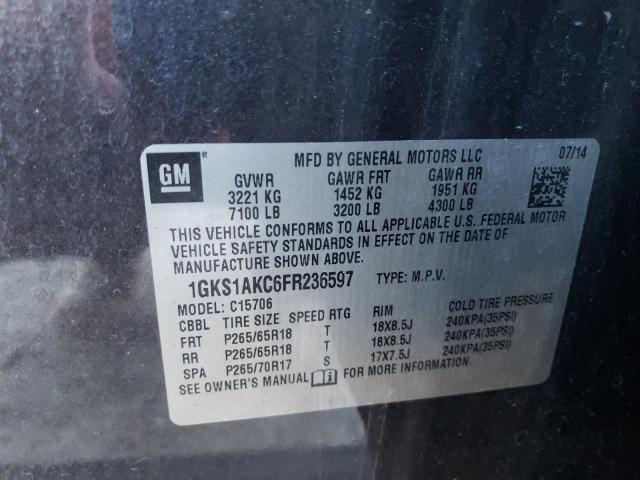 GM
MFD BY GENERAL MOTORS LLC 07/14
GVWR GAWR FRT GAWR RR
3221 KG 1452 KG 1951 KG
7100 LB 3200 LB 4300 LB
THIS VEHICLE CONFORMS TO ALL APPLICABLE U.S. FEDERAL MOTOR
VEHICLE SAFETY STANDARDS IN EFFECT ON THE DATE OF
MANUFACTURE SHOWN ABOVE.
1GKS1AKC6FR236597 TYPE: M.P.V.
MODEL: C15706
CBBL TIRE SIZE SPEED RTG RIM COLD TIRE PRESSURE
FRT P265/65R18 T 18X8.5J 240KPA(35PSI)
RR P265/65R18 T 18X8.5J 240KPA(35PSI)
SPA P265/70R17 S 17X7.5J 240KPA(35PSI)
SEE OWNER'S MANUAL FOR MORE INFORMATION.